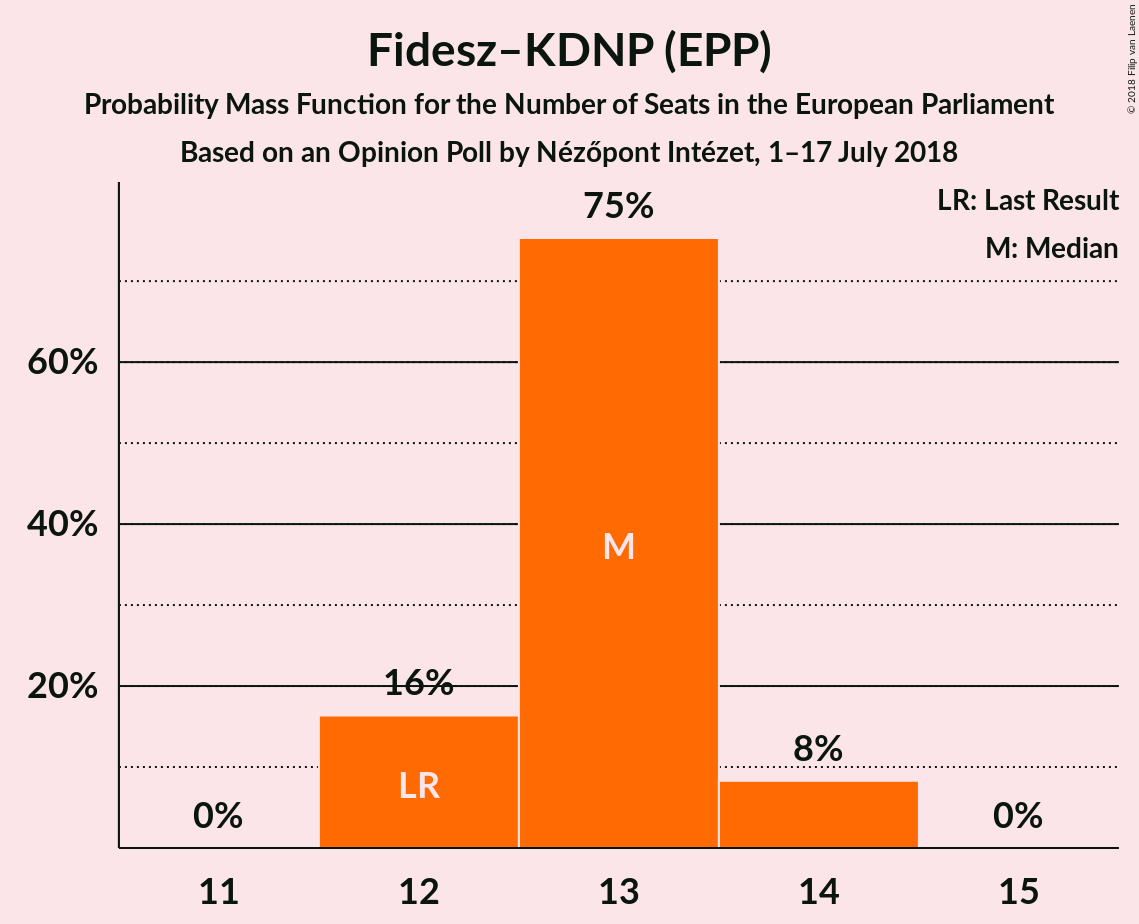 Fidesz–KDNP (EPP)
Probability Mass Function for the Number of Seats in the European Parliament
Based on an Opinion Poll by Nézőpont Intézet, 1–17 July 2018
© 2018 Filip van Laenen
LR: Last Result
M: Median
75%
60%
40%
M
20%
16%
8%
LR
0%
0%
11
12
13
14
15